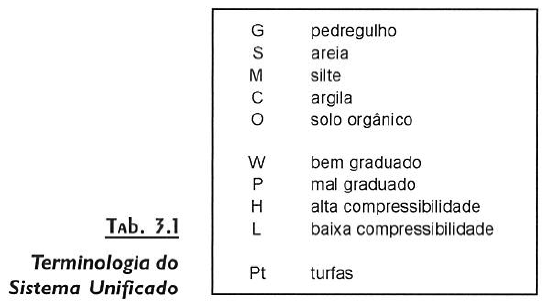 G pedregulho
S areia
M silte
C argila
O solo orgânico
W bem graduado
P mal graduado
H alta compressibilidade
L baixa compressibilidade
Pt turfas
TAb. 3.1
Terminologia do
Sistema Unificado